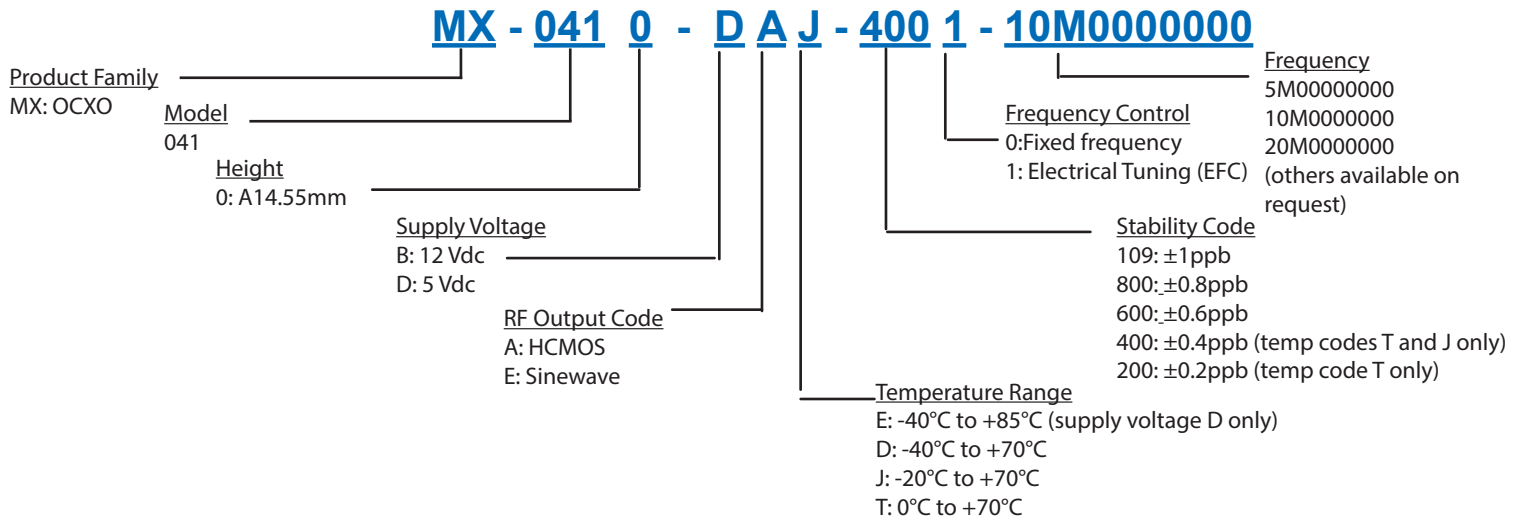 MX - 041 0 - D A J - 400 1 - 10M0000000
Product Family
MX: OCXO
Model
041
Height
0: A14.55mm
Supply Voltage
B: 12 Vdc
D: 5 Vdc
RF Output Code
A: HCMOS
E: Sinewave
Temperature Range
E: -40°C to +85°C (supply voltage D only)
D: -40°C to +70°C
J: -20°C to +70°C
T: 0°C to +70°C
Stability Code
109: ±1ppb
800: ±0.8ppb
600: ±0.6ppb
400: ±0.4ppb (temp codes T and J only)
200: ±0.2ppb (temp code T only)
Frequency Control
0:Fixed frequency
1: Electrical Tuning (EFC)
Frequency
5M00000000
10M0000000
20M0000000
(others available on
request)